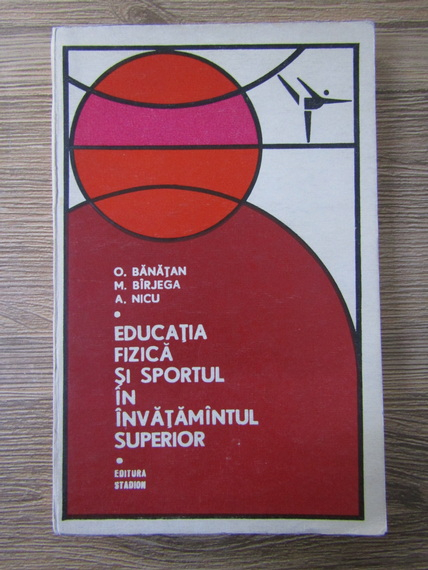 O. BĂNĂȚAN
M. BÎRJEGA
A. NICU
EDUCAȚIA
FIZICĂ
ȘI SPORTUL
ÎN
ÎNVĂȚĂMÎNTUL
SUPERIOR
EDITURA
STADION